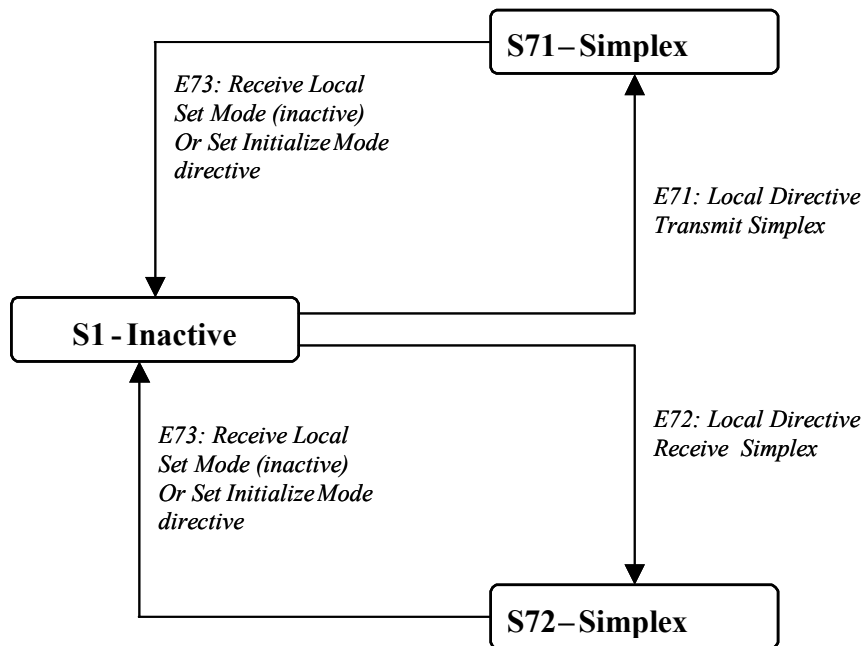 S71–Simplex
E73: Receive Local
Set Mode (inactive)
Or Set Initialize Mode
directive
E71: Local Directive
Transmit Simplex
S1 - Inactive
E72: Local Directive
Receive Simplex
E73: Receive Local
Set Mode (inactive)
Or Set Initialize Mode
directive
S72–Simplex